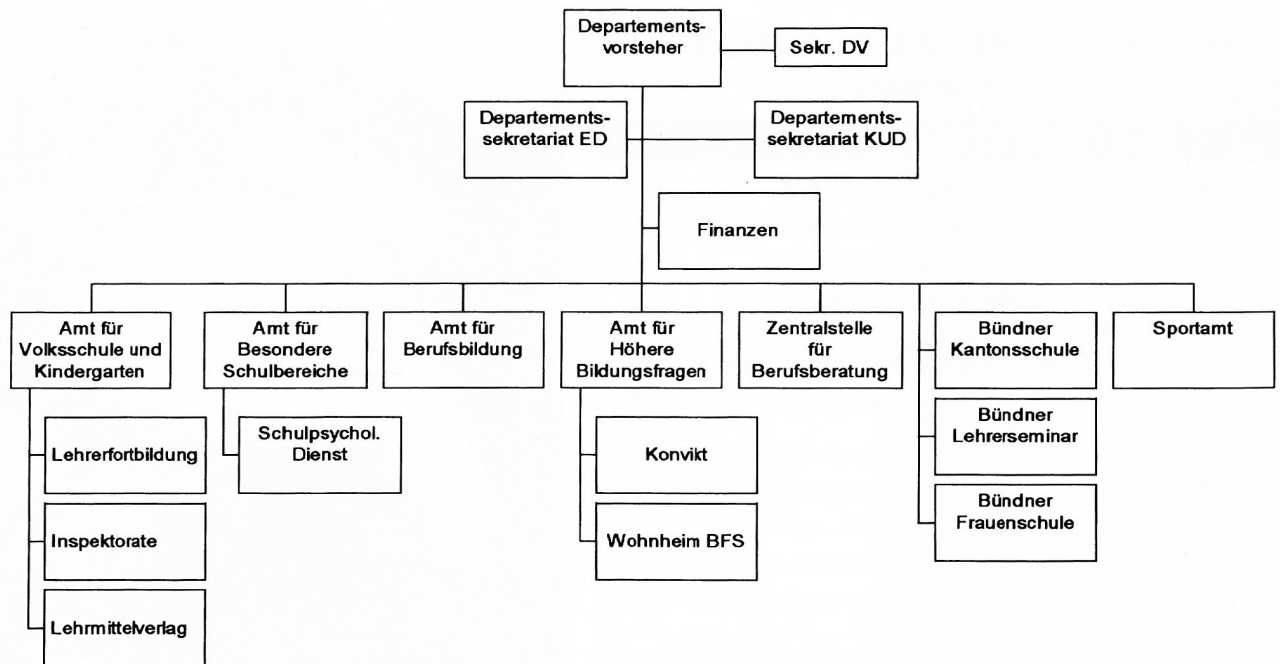 Departements-
vorsteher
Sekr. DV
Departements-
sekretariat ED
Departements-
sekretariat KUD
Finanzen
Amt für
Volksschule und
Kindergarten
Amt für
Besondere
Schulbereiche
Amt für
Berufsbildung
Amt für
Höhere
Bildungsfragen
Zentralstelle
für
Berufsberatung
Bündner
Kantonsschule
Sportamt
Lehrerfortbildung
Schulpsychol.
Dienst
Konvikt
Bündner
Lehrerseminar
Inspektorate
Wohnheim BFS
Bündner
Frauenschule
Lehrmittelverlag